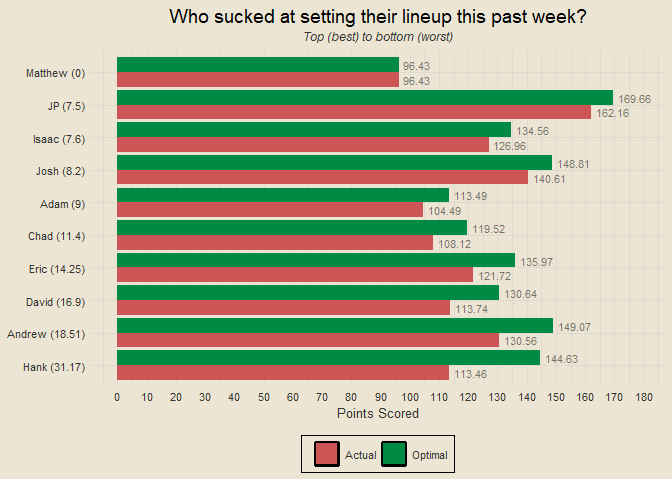 Who sucked at setting their lineup this past week?
Top (best) to bottom (worst)
Matthew (0)
96.43
96.43
JP (7.5)
169.66
162.16
Isaac (7.6)
134.56
126.96
Josh (8.2)
148.81
140.61
Adam (9)
113.49
104.49
Chad (11.4)
119.52
108.12
Eric (14.25)
135.97
121.72
David (16.9)
130.64
113.74
Andrew (18.51)
149.07
130.56
Hank (31.17)
144.63
113.46
0 10 20 30 40 50 60 70 80 90 100 110 120 130 140 150 160 170 180
Points Scored
Actual Optimal